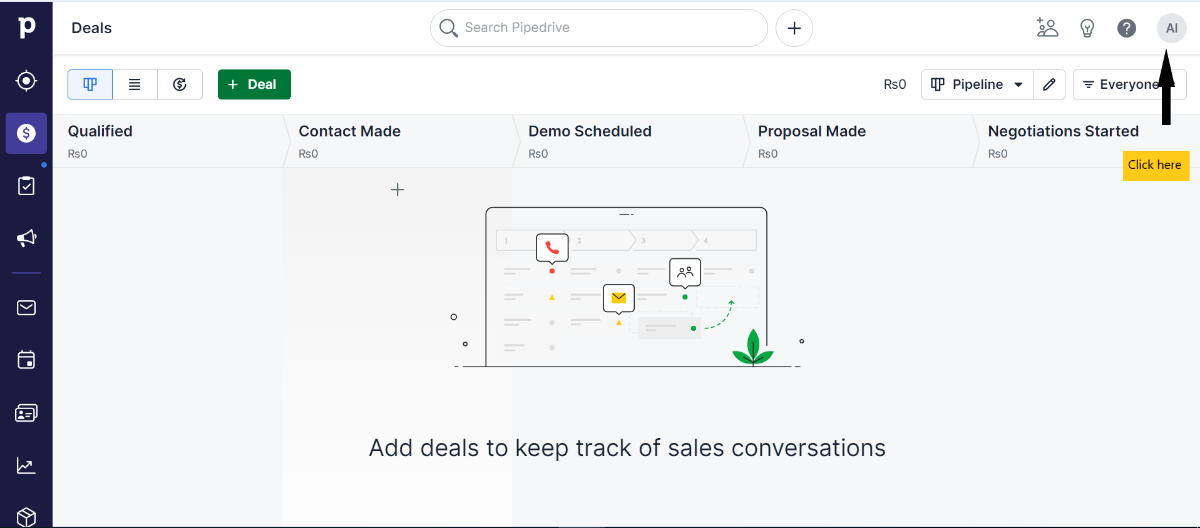 p
Deals
Search Pipedrive
AI
Deal
Rs0
Pipeline
Everyone
Qualified
Rs0
Contact Made
Rs0
Demo Scheduled
Rs0
Proposal Made
Rs0
Negotiations Started
Rs0
Click here
1 2 3 4
Add deals to keep track of sales conversations